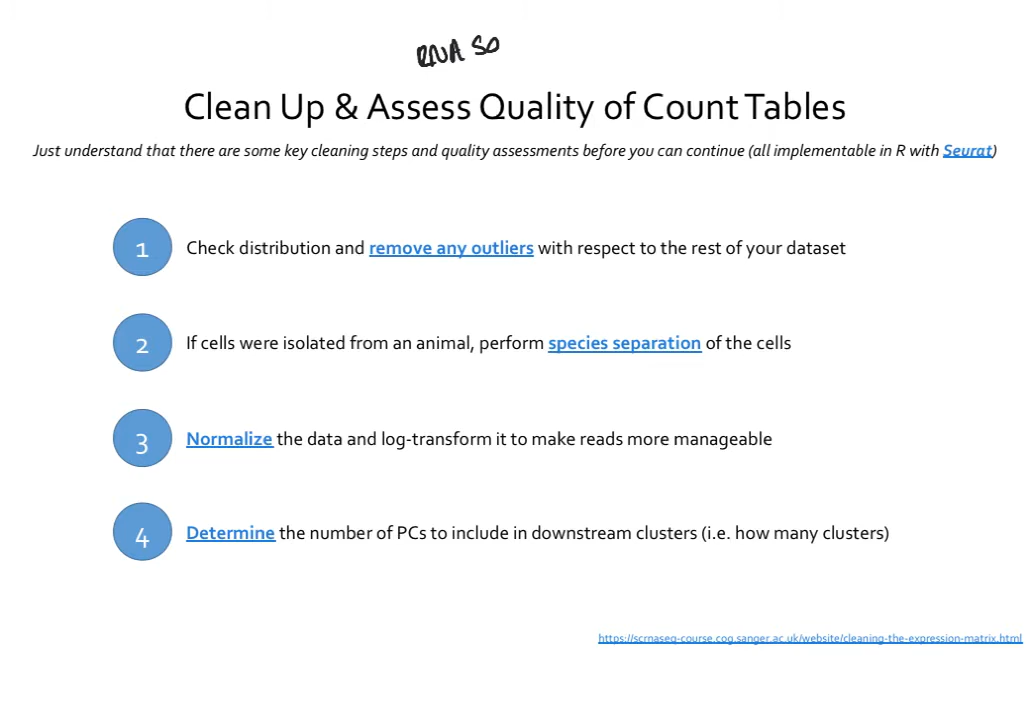 RNA SQ
Clean Up & Assess Quality of Count Tables
Just understand that there are some key cleaning steps and quality assessments before you can continue (all implementable in R with Seurat)
1 Check distribution and remove any outliers with respect to the rest of your dataset
2 If cells were isolated from an animal, perform species separation of the cells
3 Normalize the data and log-transform it to make reads more manageable
4 Determine the number of PCs to include in downstream clusters (i.e. how many clusters)
https://scrnaseq-course.cog.sanger.ac.uk/website/cleaning-the-expression-matrix.html